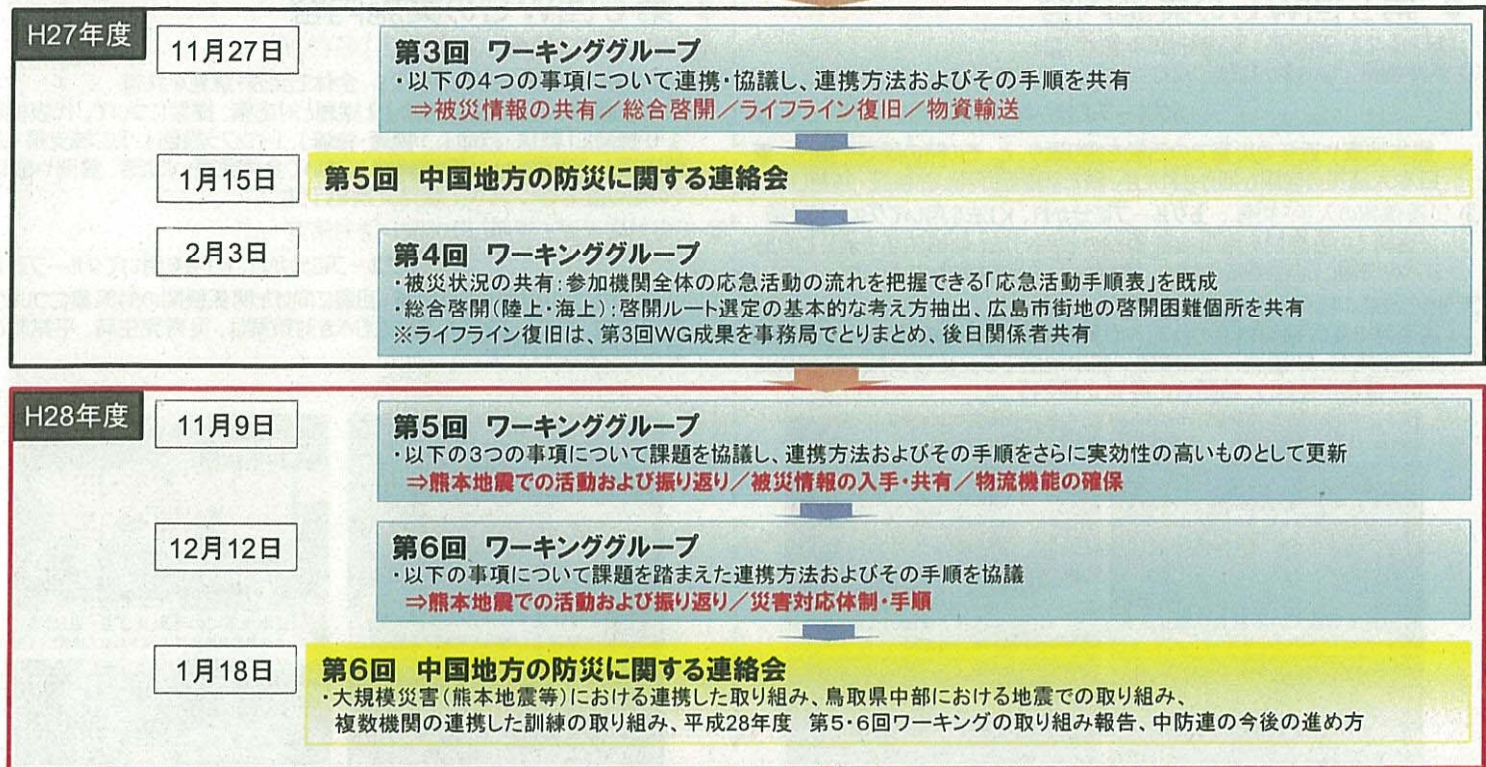 H27年度
11月27日
第3回 ワーキンググループ
・以下の4つの事項について連携・協議し、連携方法およびその手順を共有
⇒被災情報の共有／総合啓開／ライフライン復旧／物資輸送
1月15日
第5回 中国地方の防災に関する連絡会
2月3日
第4回 ワーキンググループ
・被災状況の共有：参加機関全体の応急活動の流れを把握できる「応急活動手順表」を既成
・総合啓開(陸上・海上)：啓開ルート選定の基本的な考え方抽出、広島市街地の啓開困難個所を共有
※ライフライン復旧は、第3回WG成果を事務局でとりまとめ、後日関係者共有
H28年度
11月9日
第5回 ワーキンググループ
・以下の3つの事項について課題を協議し、連携方法およびその手順をさらに実効性の高いものとして更新
⇒熊本地震での活動および振り返り／被災情報の入手・共有／物流機能の確保
12月12日
第6回 ワーキンググループ
・以下の事項について課題を踏まえた連携方法およびその手順を協議
⇒熊本地震での活動および振り返り／災害対応体制・手順
1月18日
第6回 中国地方の防災に関する連絡会
・大規模災害(熊本地震等)における連携した取り組み、鳥取県中部における地震での取り組み、
複数機関の連携した訓練の取り組み、平成28年度 第5・6回ワーキングの取り組み報告、中防連の今後の進め方